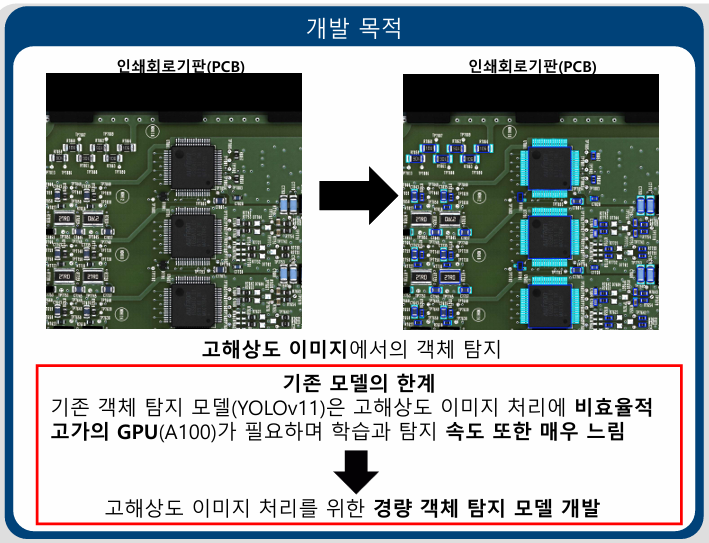 개발 목적
인쇄회로기판(PCB)
인쇄회로기판(PCB)
고해상도 이미지에서의 객체 탐지
기존 모델의 한계
기존 객체 탐지 모델(YOLOv11)은 고해상도 이미지 처리에 비효율적
고가의 GPU(A100)가 필요하며 학습과 탐지 속도 또한 매우 느림
고해상도 이미지 처리를 위한 경량 객체 탐지 모델 개발